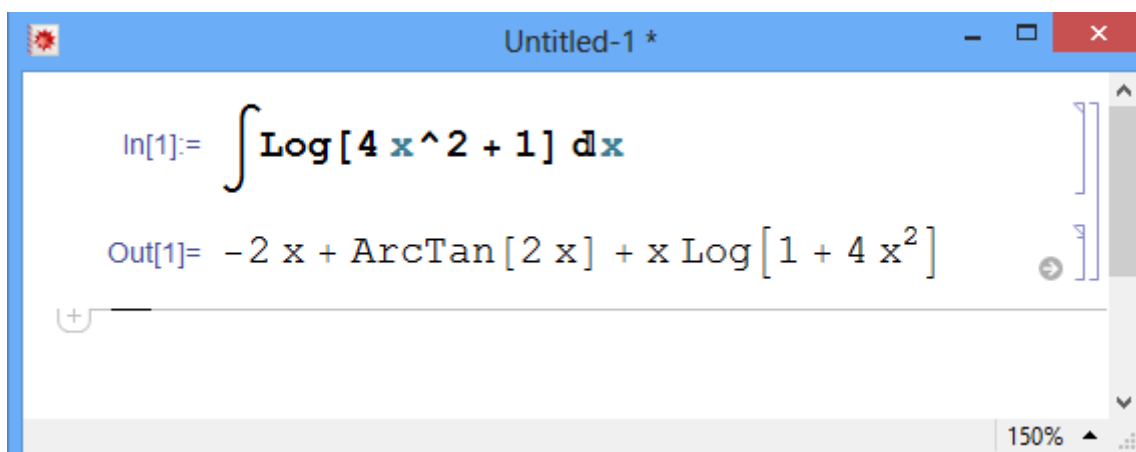 Untitled-1 *
In[1]:= ∫Log[4 x^2 + 1] ⅆx
Out[1]= -2 x + ArcTan[2 x] + x Log[1 + 4 x²]
150%